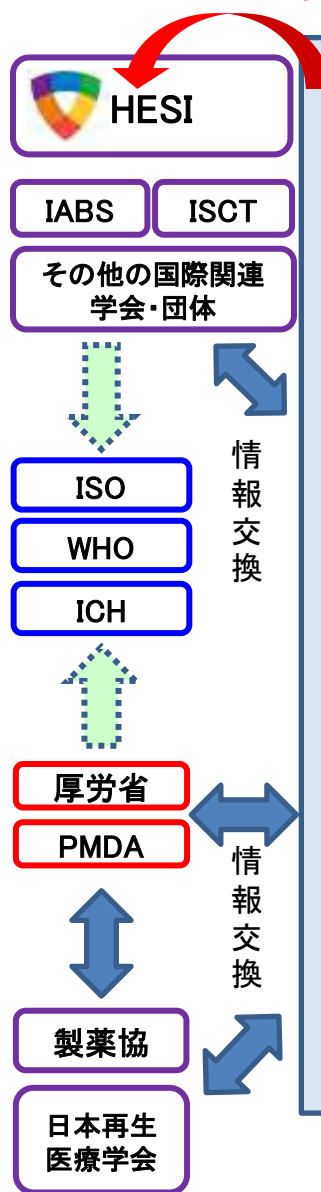 HESI
IABS
ISCT
その他の国際関連
学会・団体
情報交換
ISO
WHO
ICH
厚労省
PMDA
情報交換
製薬協
日本再生
医療学会